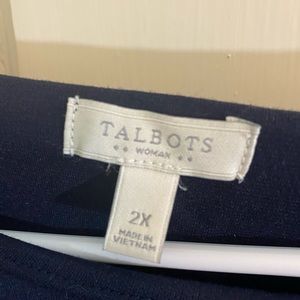 TALBOTS
WOMAN
2X
MADE IN
VIETNAM